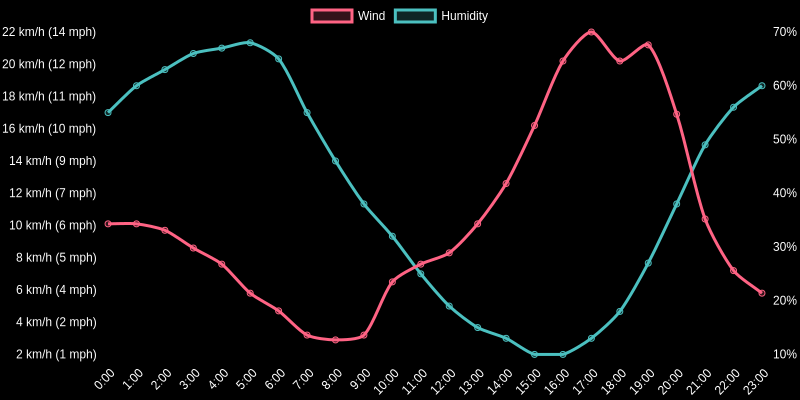 Wind Humidity
22 km/h (14 mph) 70%
20 km/h (12 mph) 60%
18 km/h (11 mph)
16 km/h (10 mph) 50%
14 km/h (9 mph)
12 km/h (7 mph) 40%
10 km/h (6 mph)
8 km/h (5 mph) 30%
6 km/h (4 mph) 20%
4 km/h (2 mph)
2 km/h (1 mph) 10%
0:00 1:00 2:00 3:00 4:00 5:00 6:00 7:00 8:00 9:00 10:00 11:00 12:00 13:00 14:00 15:00 16:00 17:00 18:00 19:00 20:00 21:00 22:00 23:00